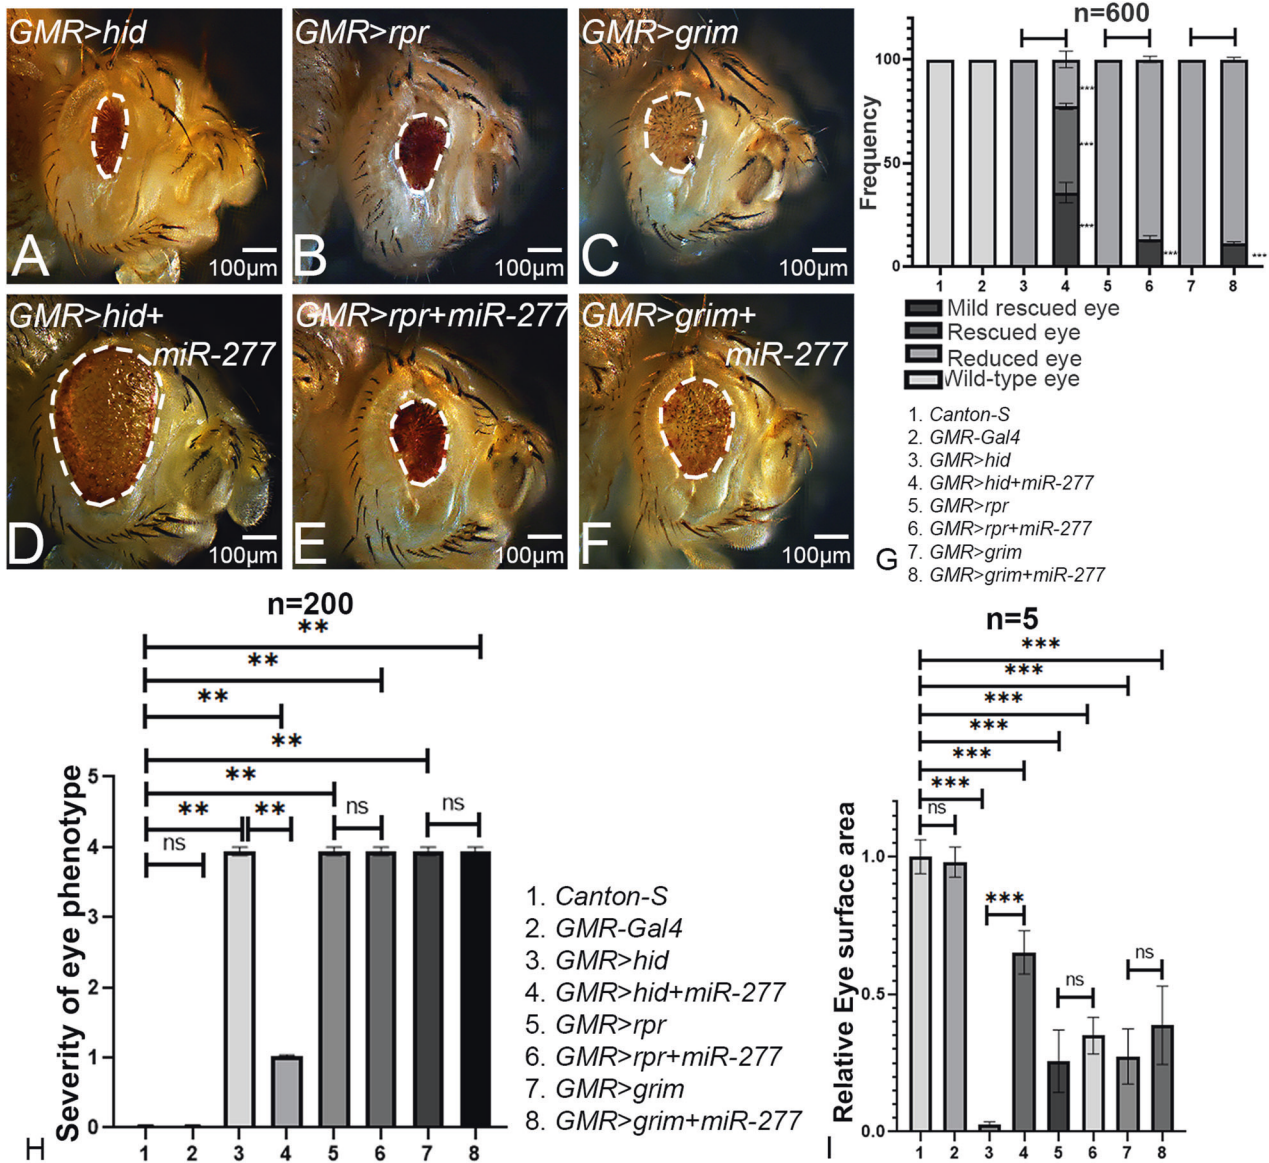 GMR>hid
A
100µm
GMR>rpr
B
100µm
GMR>grim
C
100µm
GMR>hid+
miR-277
D
100µm
GMR>rpr+miR-277
E
100µm
GMR>grim+
miR-277
F
100µm
n=600
Frequency
100
50
0
***
***
***
***
***
1 2 3 4 5 6 7 8
Mild rescued eye
Rescued eye
Reduced eye
Wild-type eye
1. Canton-S
2. GMR-Gal4
3. GMR>hid
4. GMR>hid+miR-277
5. GMR>rpr
6. GMR>rpr+miR-277
7. GMR>grim
8. GMR>grim+miR-277
G
n=200
**
**
**
**
**
** **
ns
ns
ns
Severity of eye phenotype
5
4
3
2
1
0
1 2 3 4 5 6 7 8
H
1. Canton-S
2. GMR-Gal4
3. GMR>hid
4. GMR>hid+miR-277
5. GMR>rpr
6. GMR>rpr+miR-277
7. GMR>grim
8. GMR>grim+miR-277
n=5
***
***
***
***
***
***
ns
***
ns
ns
Relative Eye surface area
1.0
0.5
0.0
1 2 3 4 5 6 7 8
I